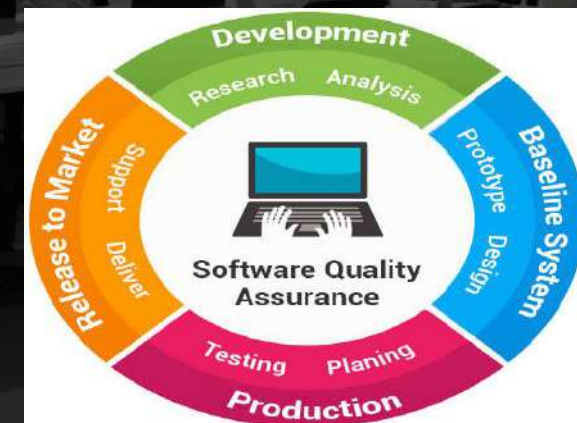 Development
Research Analysis
Baseline System
Prototype Design
Production
Testing Planing
Release to Market
Deliver Support
Software Quality
Assurance